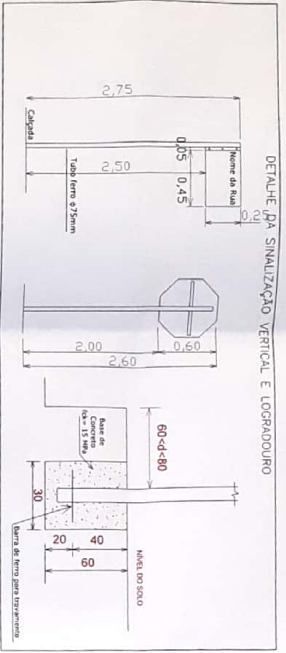 DETALHE DA SINALIZAÇÃO VERTICAL E LOGRADOURO
2,75
2,50
0,05
0,45
0,25
Nome da Rua
Tubo ferro φ75mm
Calçada
2,00
0,60
2,60
60<d<80
Base de
Concreto
fck= 15 MPa
30
20
40
60
NÍVEL DO SOLO
Barra de ferro para travamento